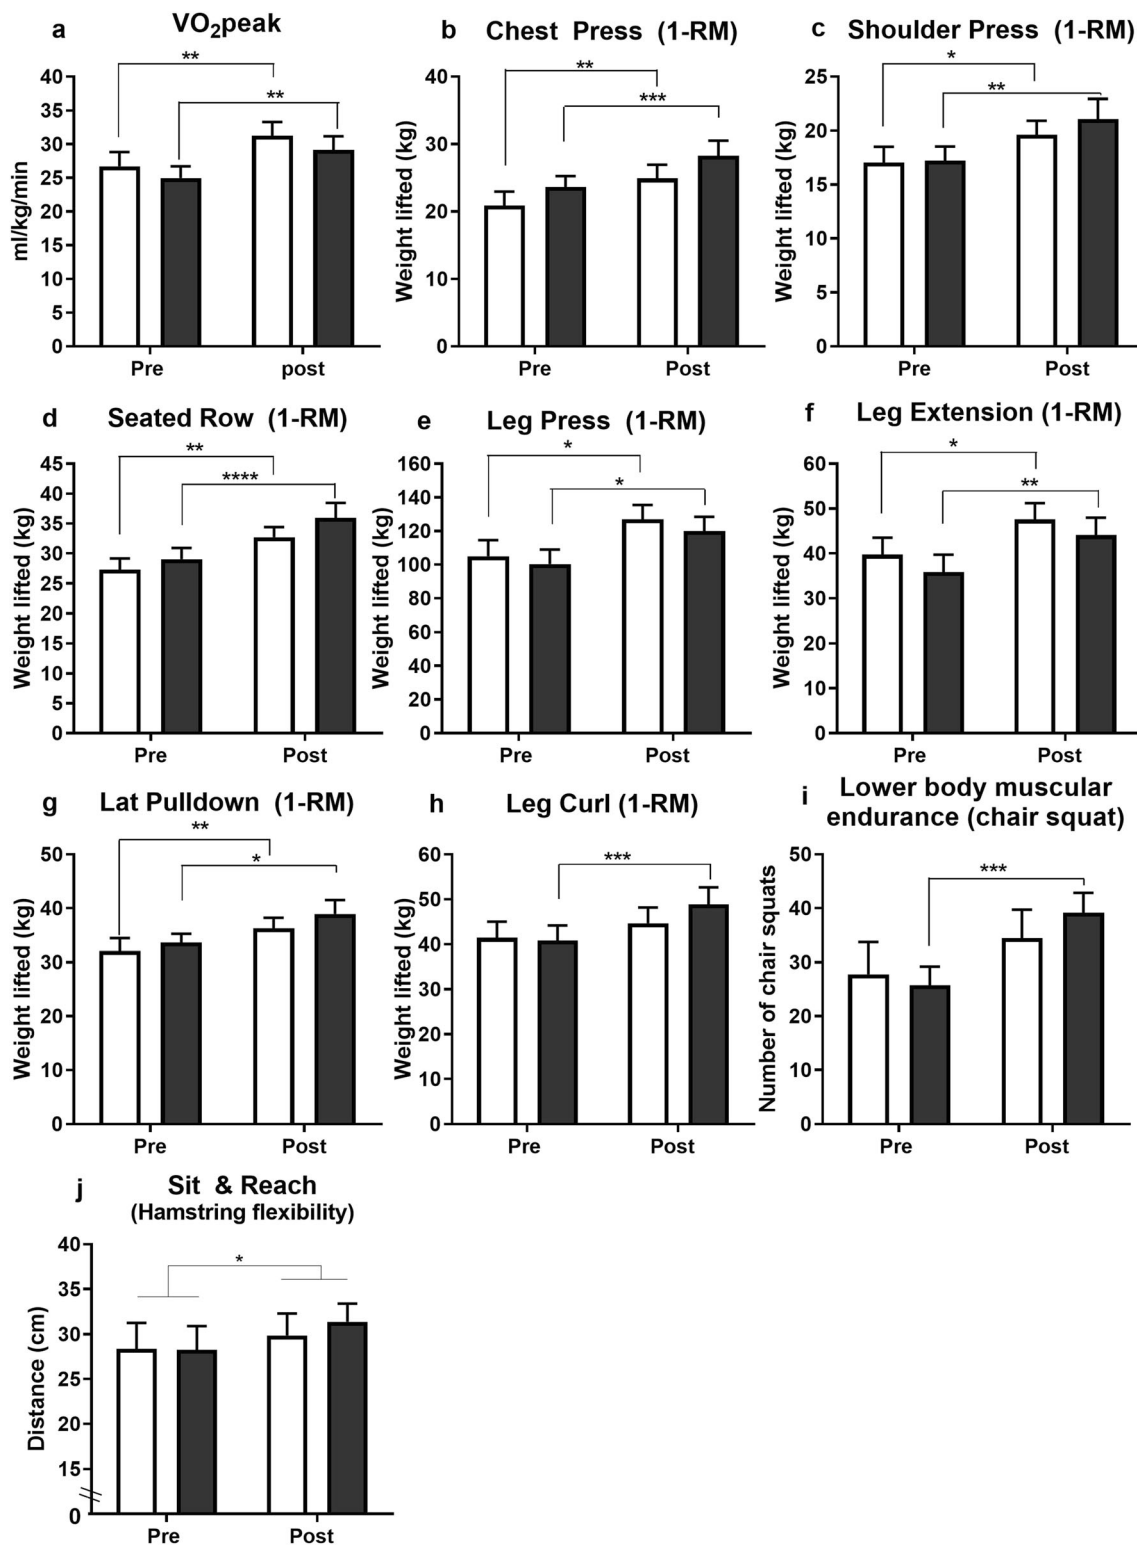 a VO₂peak
** 
**
ml/kg/min
40
35
30
25
20
15
10
5
0
Pre post
b Chest Press (1-RM)
**
***
Weight lifted (kg)
40
30
20
10
0
Pre Post
c Shoulder Press (1-RM)
*
**
Weight lifted (kg)
25
20
15
10
5
0
Pre Post
d Seated Row (1-RM)
**
****
Weight lifted (kg)
45
40
35
30
25
20
15
10
5
0
Pre Post
e Leg Press (1-RM)
*
*
Weight lifted (kg)
160
140
120
100
80
60
40
20
0
Pre Post
f Leg Extension (1-RM)
*
**
Weight lifted (kg)
60
50
40
30
20
10
0
Pre Post
g Lat Pulldown (1-RM)
**
*
Weight lifted (kg)
50
40
30
20
10
0
Pre Post
h Leg Curl (1-RM)
***
Weight lifted (kg)
60
50
40
30
20
10
0
Pre Post
i Lower body muscular
endurance (chair squat)
***
Number of chair squats
50
40
30
20
10
0
Pre Post
j Sit & Reach
(Hamstring flexibility)
*
Distance (cm)
40
35
30
25
20
15
0
Pre Post